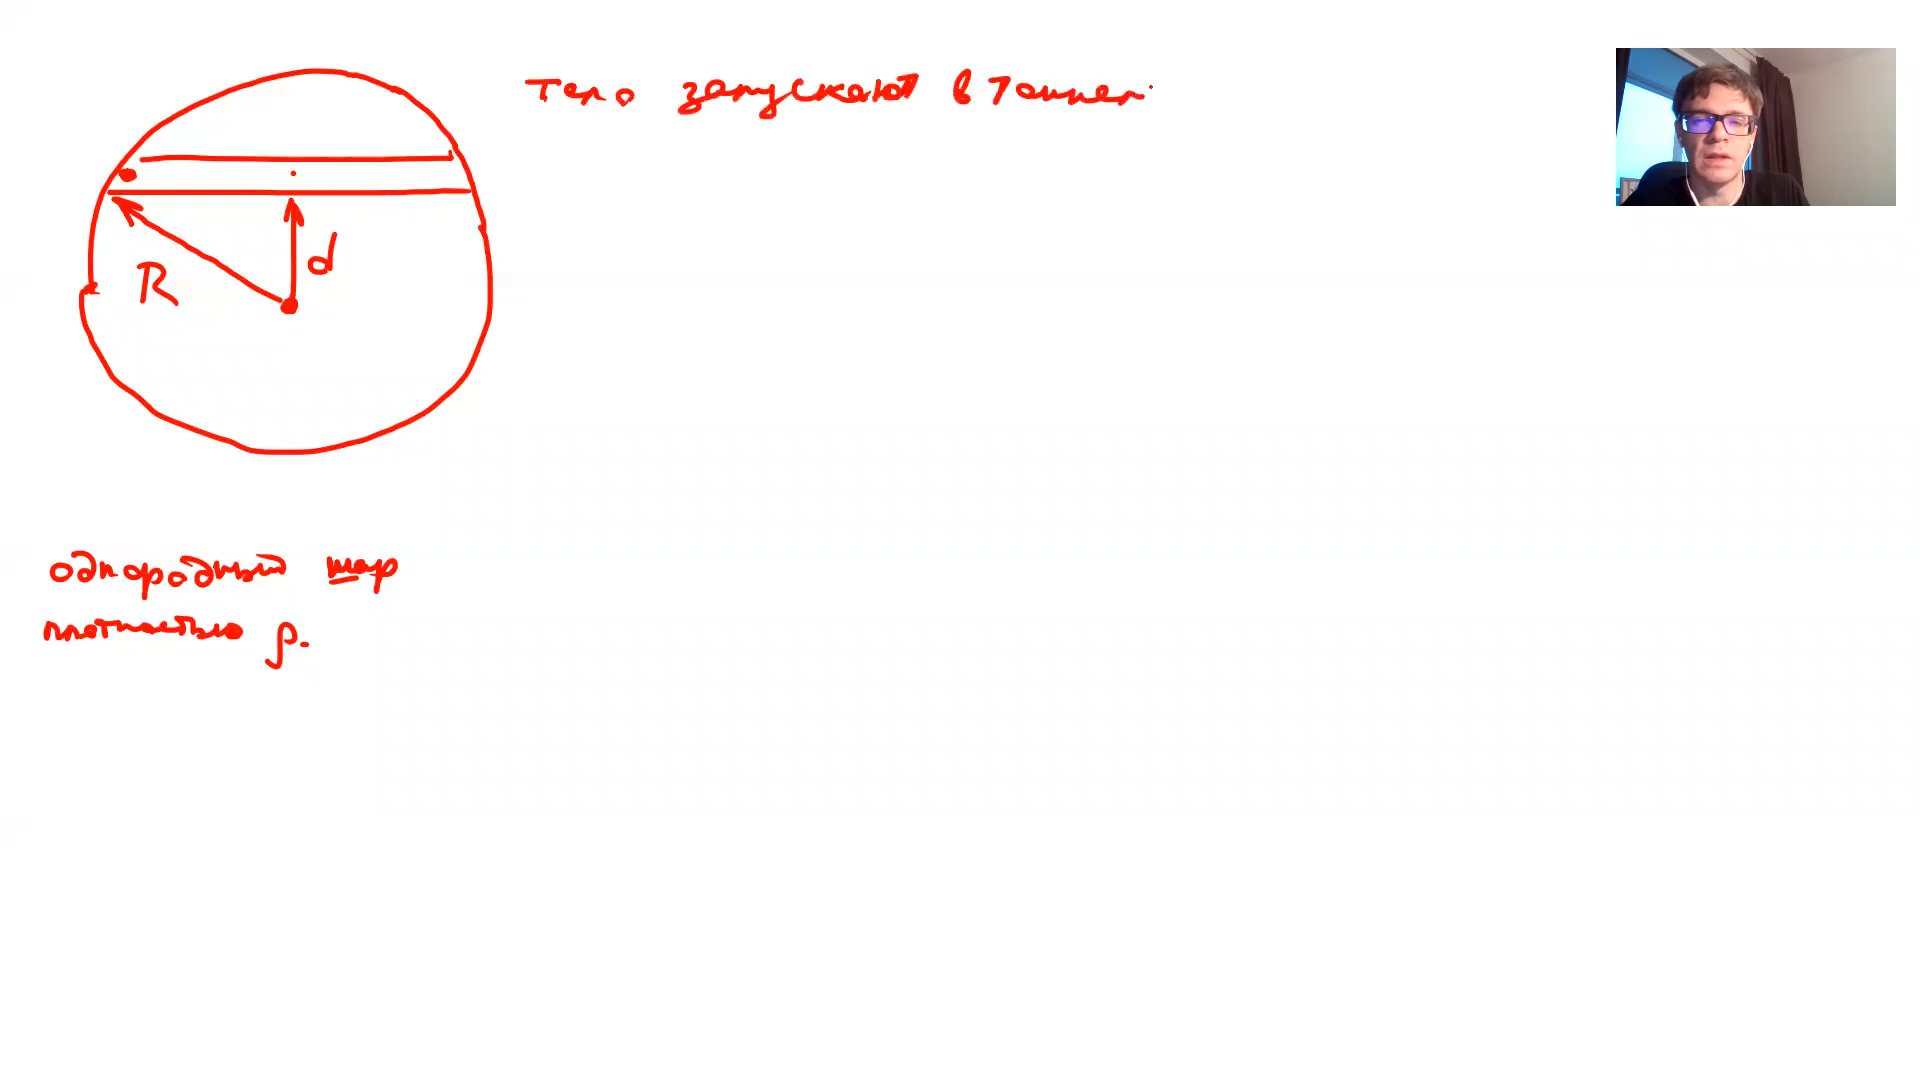 тело запускают в тоннель
R
d
однородный шар
плотностью ρ.